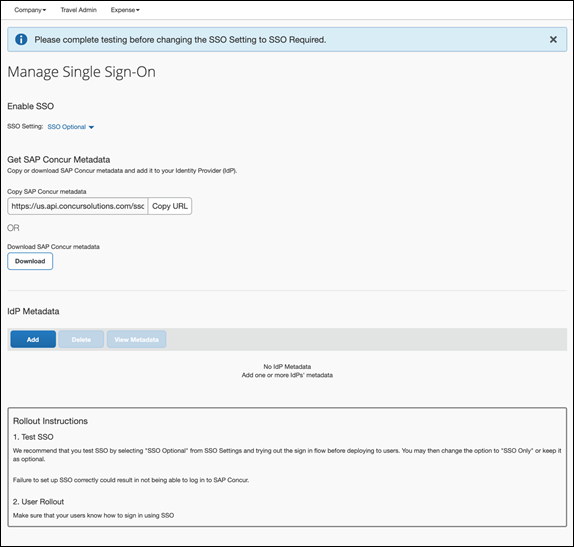 Company Travel Admin Expense
Please complete testing before changing the SSO Setting to SSO Required.
Manage Single Sign-On
Enable SSO
SSO Setting: SSO Optional
Get SAP Concur Metadata
Copy or download SAP Concur metadata and add it to your Identity Provider (IdP).
Copy SAP Concur metadata
https://us.api.concursolutions.com/sso Copy URL
OR
Download SAP Concur metadata
Download
IdP Metadata
Add Delete View Metadata
No IdP Metadata
Add one or more IdPs' metadata
Rollout Instructions
1. Test SSO
We recommend that you test SSO by selecting "SSO Optional" from SSO Settings and trying out the sign in flow before deploying to users. You may then change the option to "SSO Only" or keep it
as optional.
Failure to set up SSO correctly could result in not being able to log in to SAP Concur.
2. User Rollout
Make sure that your users know how to sign in using SSO